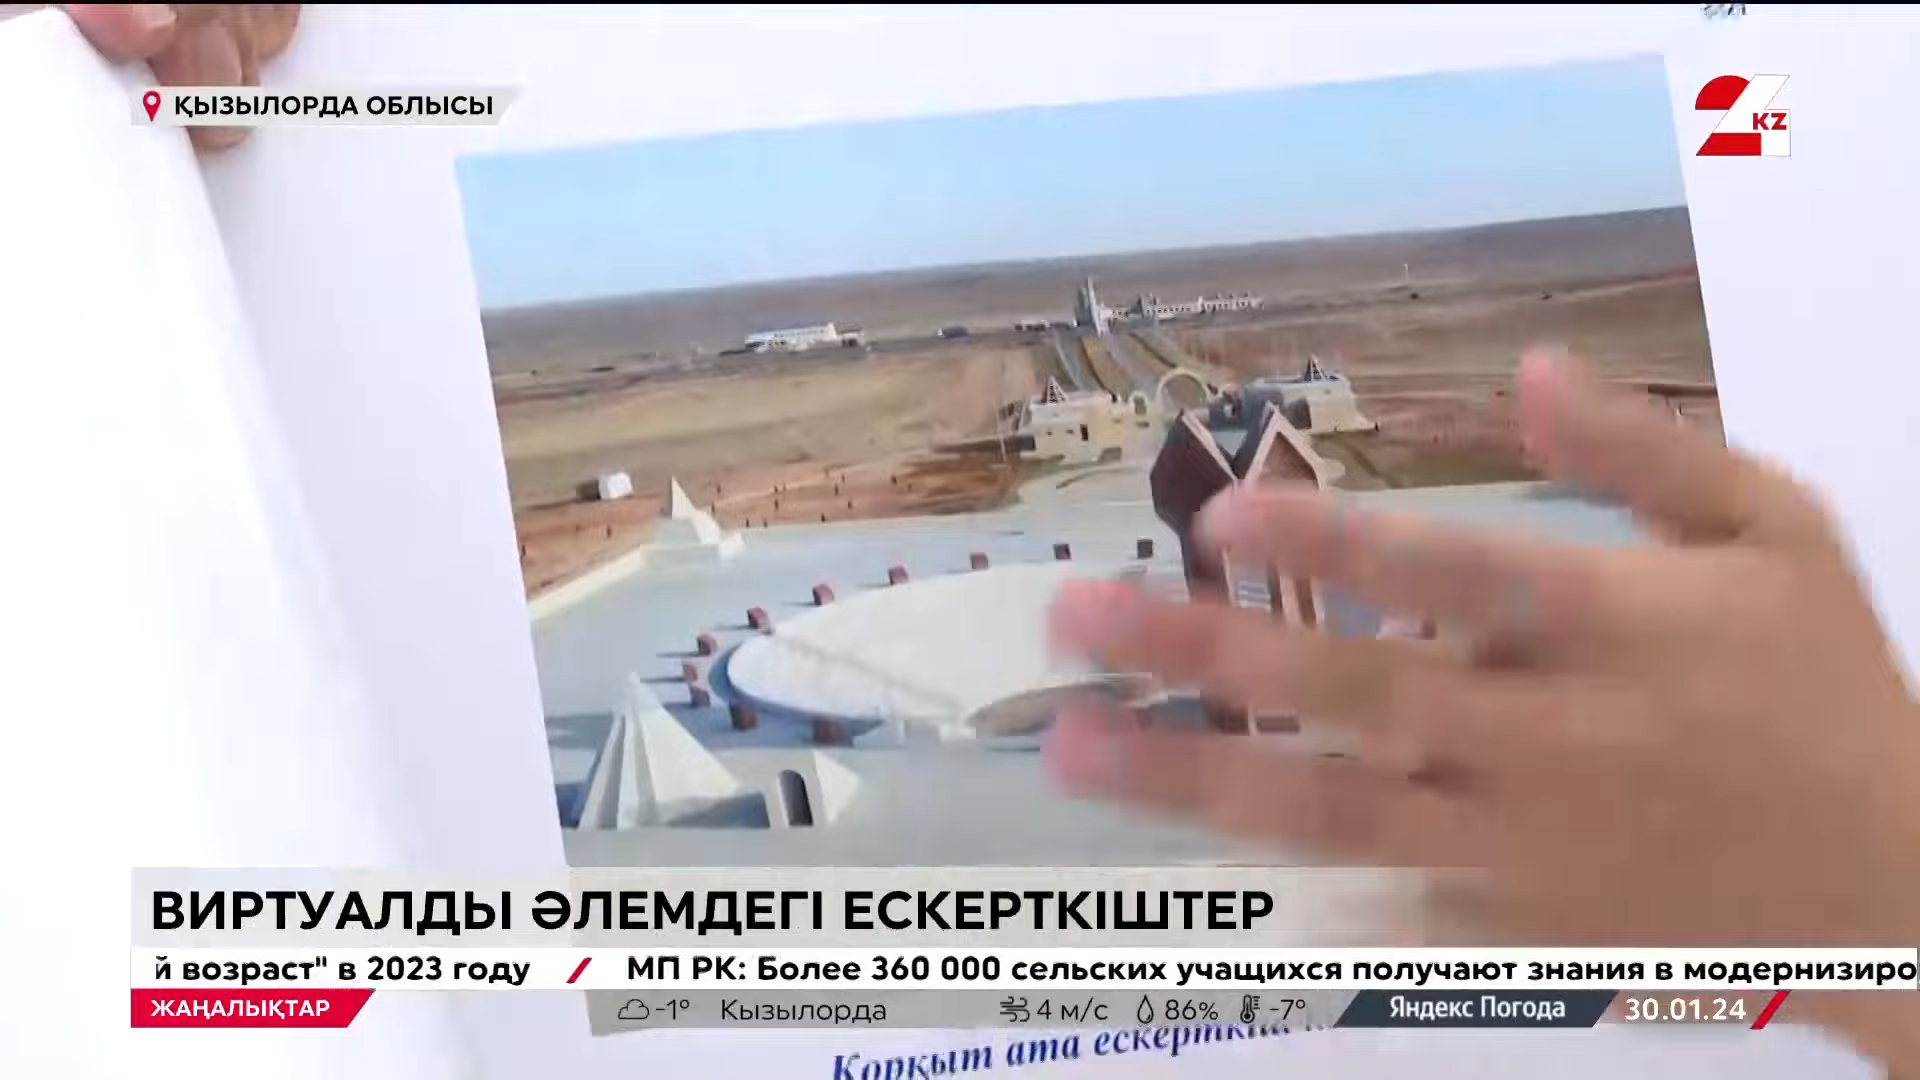 ҚЫЗЫЛОРДА ОБЛЫСЫ
24 KZ
ВИРТУАЛДЫ ӘЛЕМДЕГІ ЕСКЕРТКІШТЕР
й возраст" в 2023 году / МП РК: Более 360 000 сельских учащихся получают знания в модернизиро
ЖАҢАЛЫҚТАР
-1° Кызылорда 4 м/с 86% -7° Яндекс Погода 30.01.24
Қорқыт ата